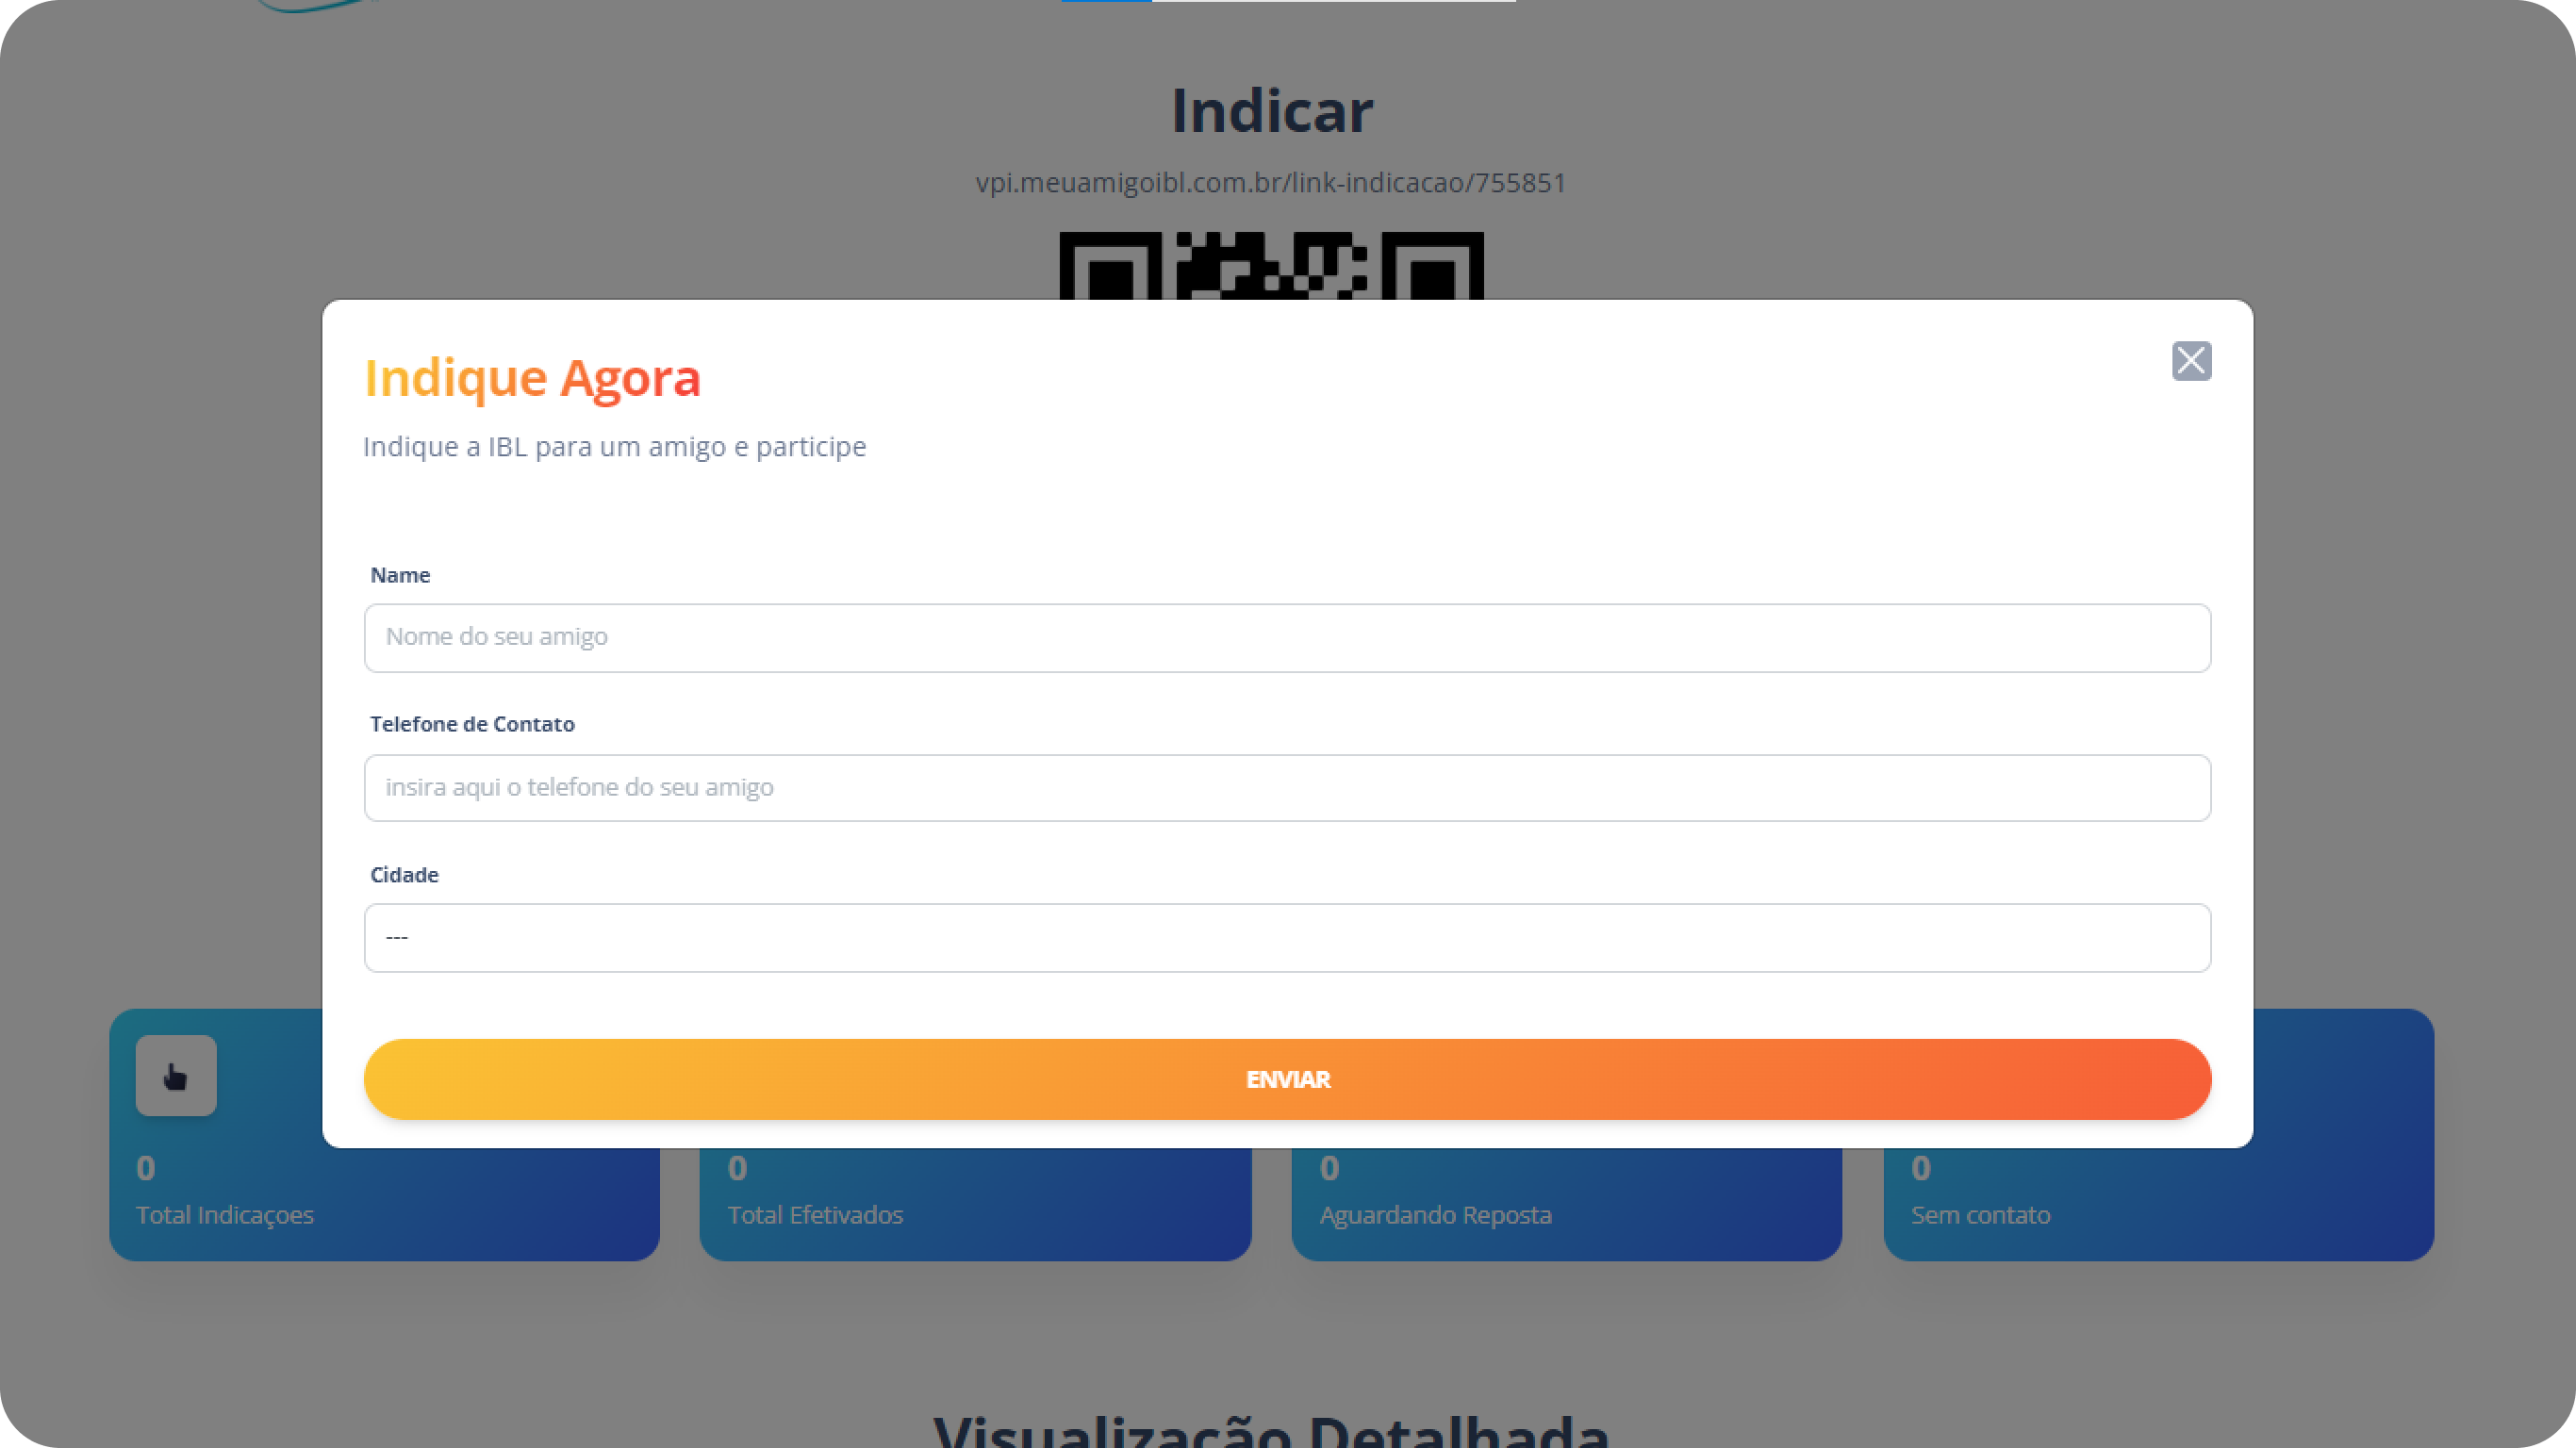 Indicar
vpi.meuamigoibl.com.br/link-indicacao/755851
Indique Agora
Indique a IBL para um amigo e participe
Name
Nome do seu amigo
Telefone de Contato
insira aqui o telefone do seu amigo
Cidade
---
ENVIAR
0
Total Indicaçoes
0
Total Efetivados
0
Aguardando Reposta
0
Sem contato
Visualização Detalhada